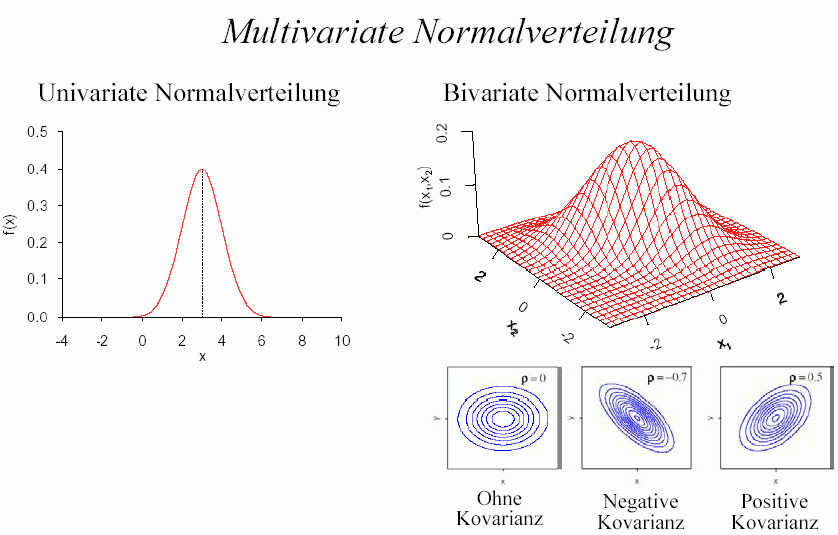 Multivariate Normalverteilung
Univariate Normalverteilung
0.5
0.4
0.3
0.2
0.1
0.0
f(x)
-4 -2 0 2 4 6 8 10
x
Bivariate Normalverteilung
0.2
0.1
0
f(x₁,x₂)
2
0
-2
x₂
-2
0
2
x₁
ρ=0
y
x
Ohne
Kovarianz
ρ=-0.7
y
x
Negative
Kovarianz
ρ=0.5
y
x
Positive
Kovarianz